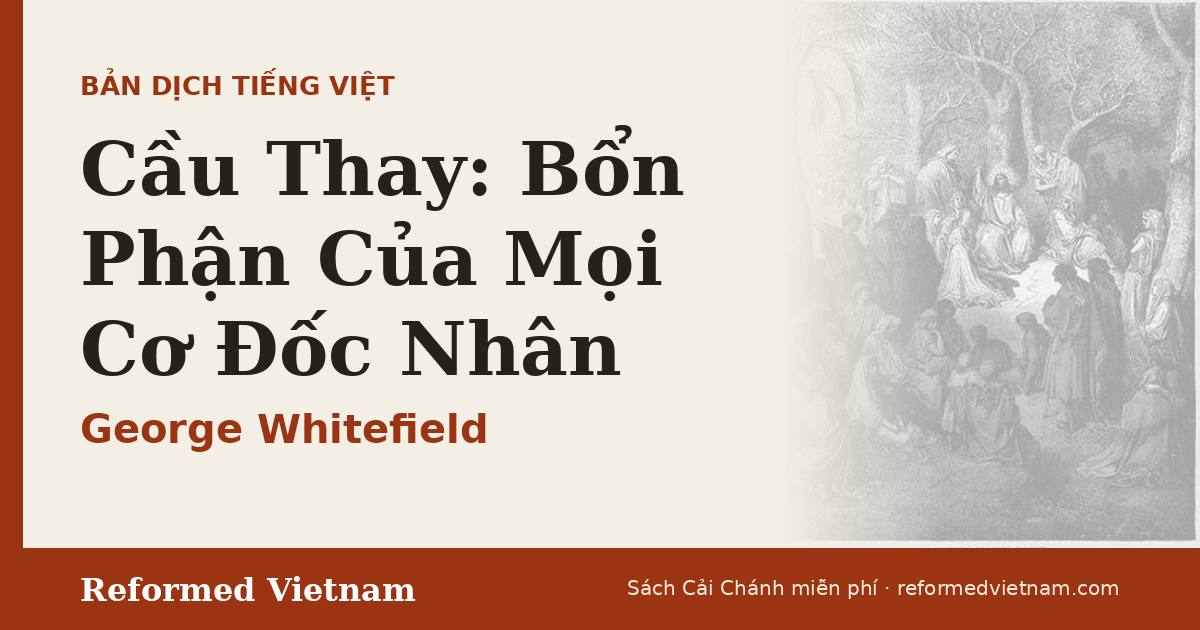 BẢN DỊCH TIẾNG VIỆT
Cầu Thay: Bổn
Phận Của Mọi
Cơ Đốc Nhân
George Whitefield
Reformed Vietnam
Sách Cải Chánh miễn phí · reformedvietnam.com